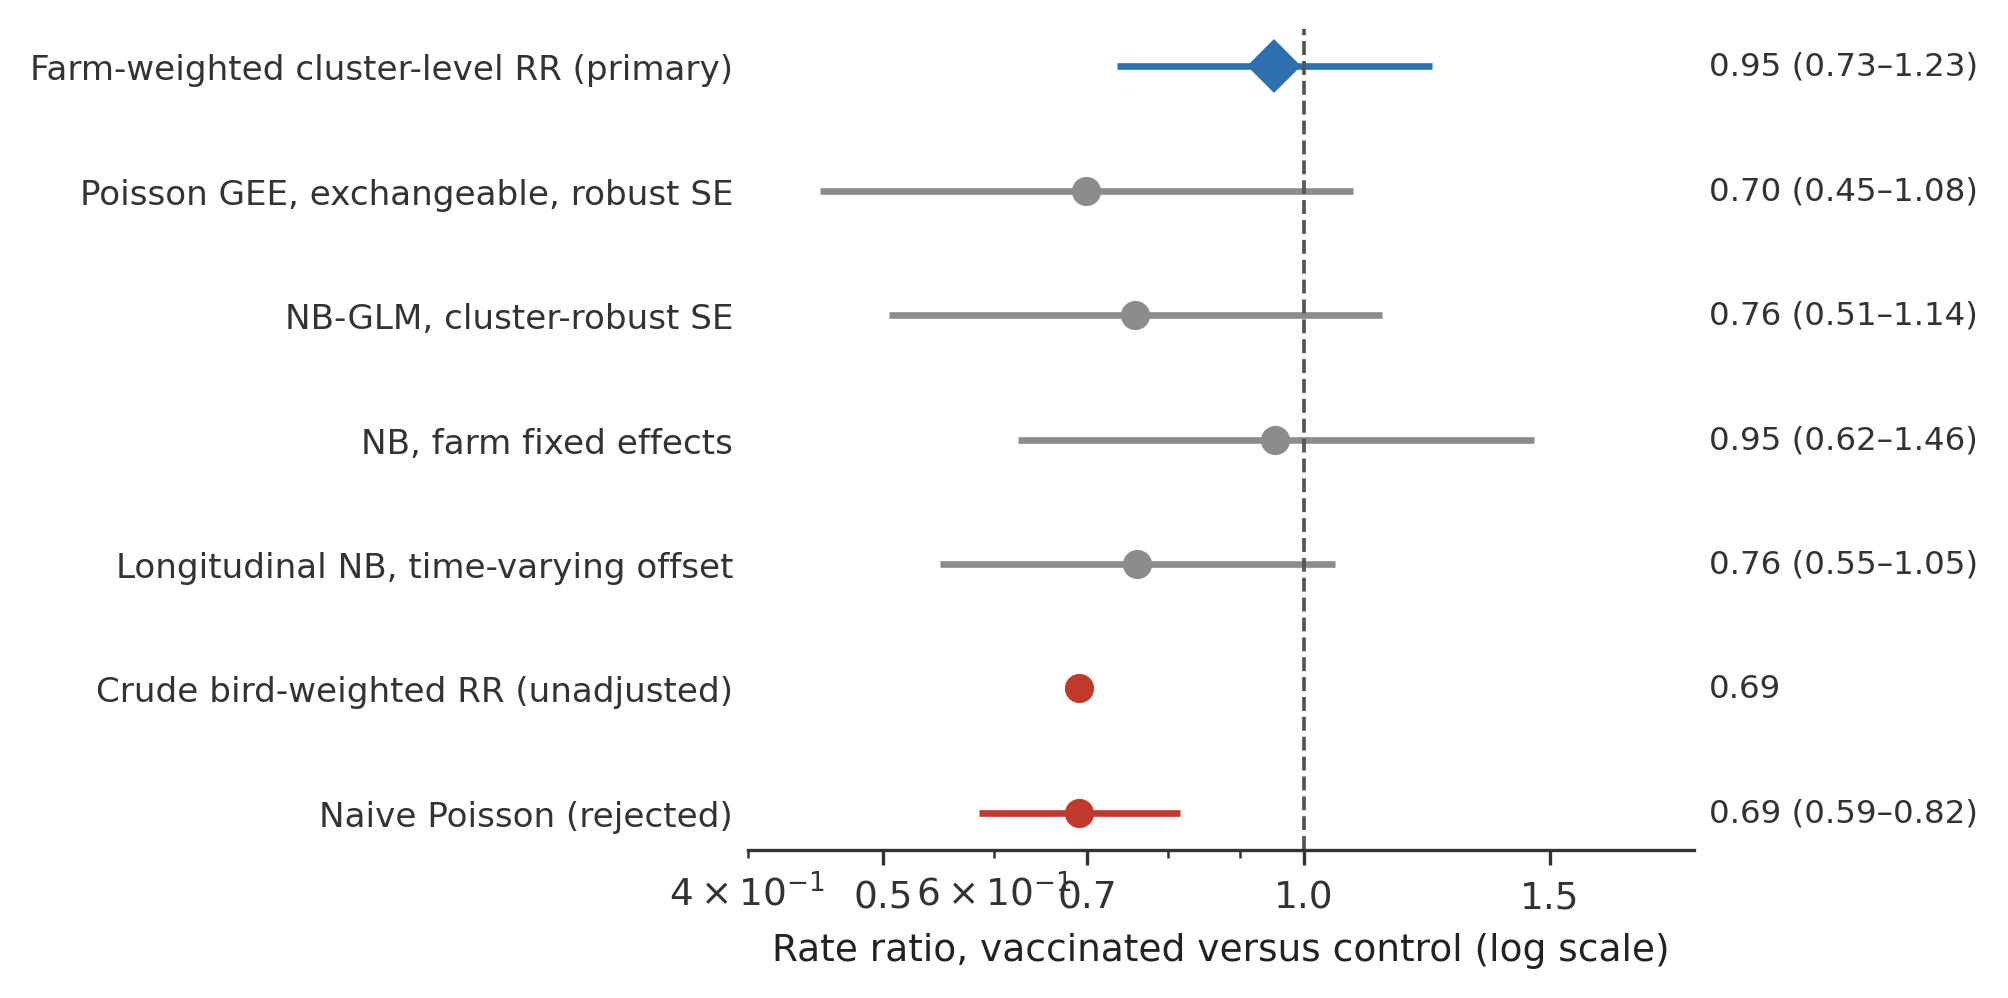 Farm-weighted cluster-level RR (primary) 0.95 (0.73–1.23)
Poisson GEE, exchangeable, robust SE 0.70 (0.45–1.08)
NB-GLM, cluster-robust SE 0.76 (0.51–1.14)
NB, farm fixed effects 0.95 (0.62–1.46)
Longitudinal NB, time-varying offset 0.76 (0.55–1.05)
Crude bird-weighted RR (unadjusted) 0.69
Naive Poisson (rejected) 0.69 (0.59–0.82)
4 × 10⁻¹ 0.5 6 × 10⁻¹ 0.7 1.0 1.5
Rate ratio, vaccinated versus control (log scale)